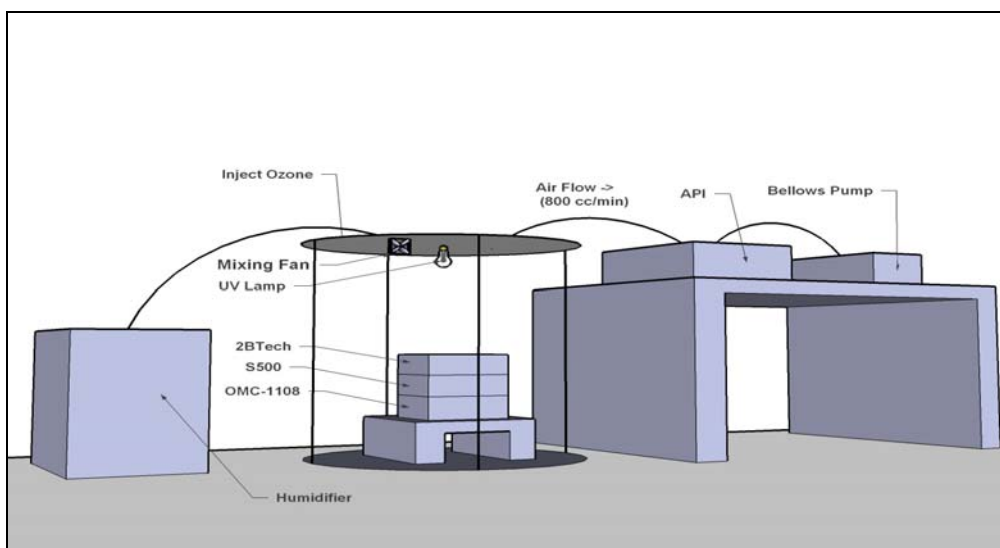 Inject Ozone
Air Flow ->
(800 cc/min)
API
Bellows Pump
Mixing Fan
UV Lamp
2BTech
S500
OMC-1108
Humidifier